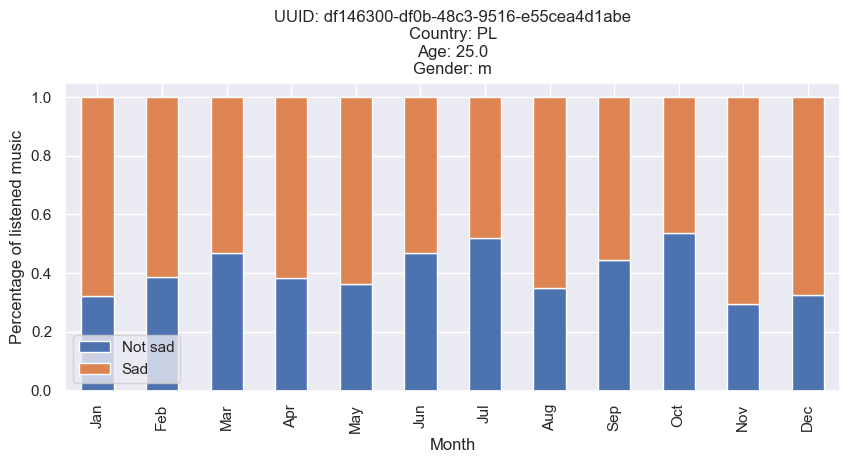 UUID: df146300-df0b-48c3-9516-e55cea4d1abe
Country: PL
Age: 25.0
Gender: m
Percentage of listened music
1.0
0.8
0.6
0.4
0.2
0.0
Not sad
Sad
Jan
Feb
Mar
Apr
May
Jun
Jul
Aug
Sep
Oct
Nov
Dec
Month